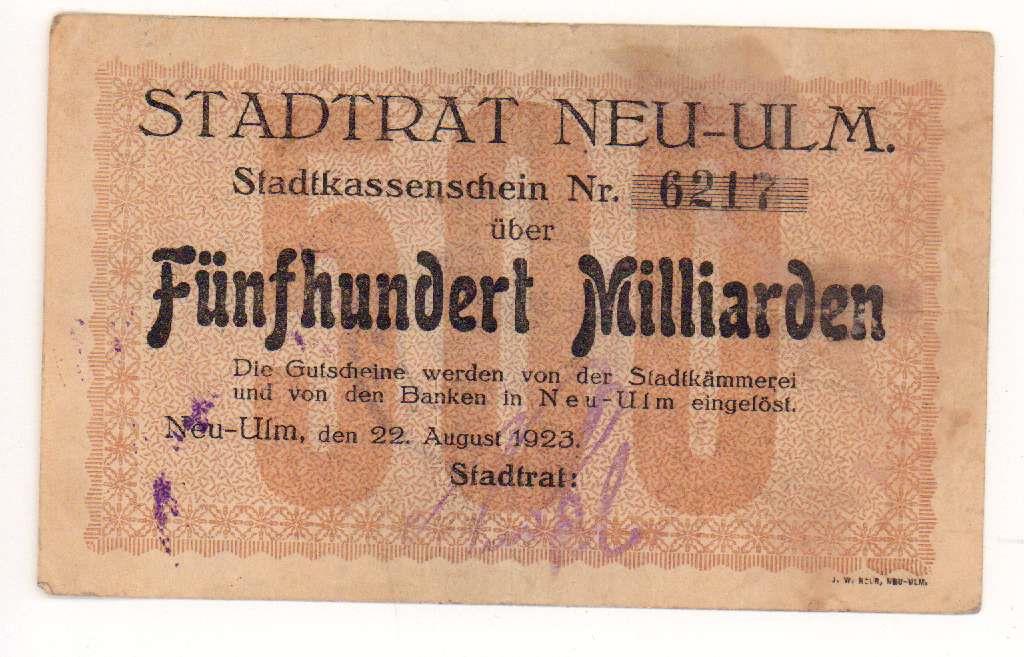 STADTRAT NEU-ULM.
Stadtkassenschein Nr. 6217
über
Fünfhundert Milliarden
Die Gutscheine werden von der Stadtkämmerei
und von den Banken in Neu-Ulm eingelöst.
Neu-Ulm, den 22. August 1923.
Stadtrat:
500
J. W. NEU-ULM.